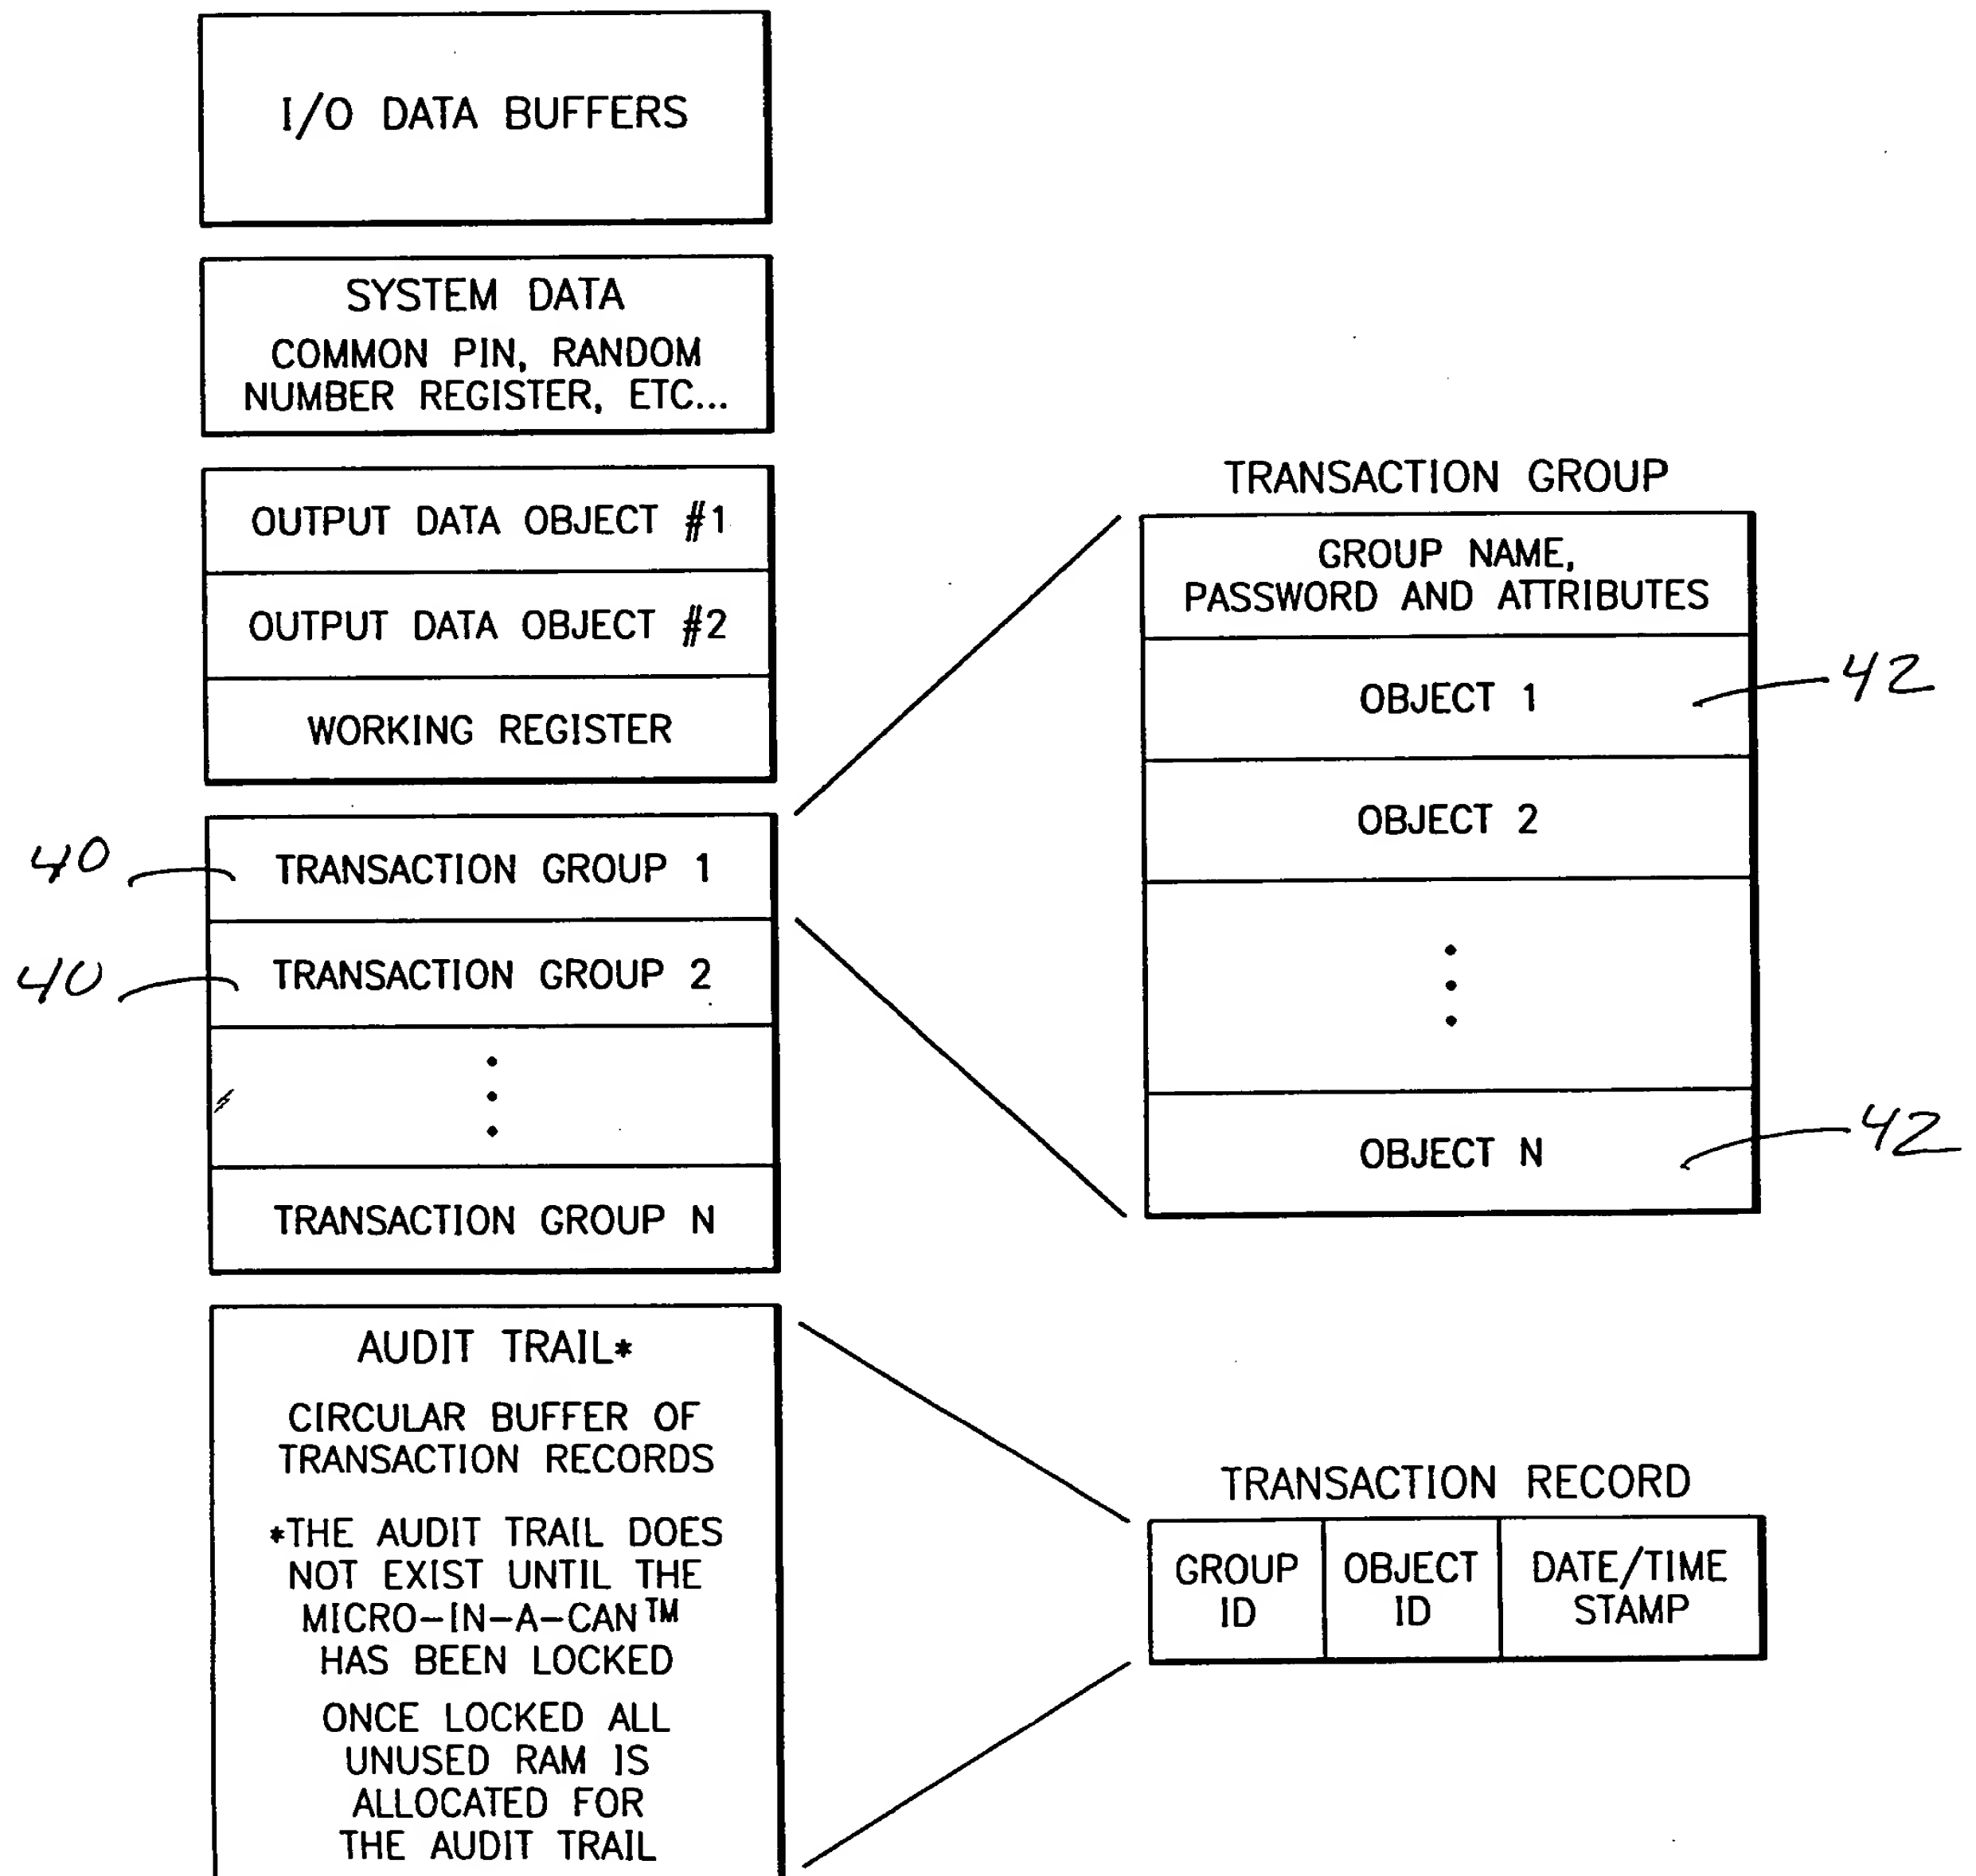 I/O DATA BUFFERS
SYSTEM DATA
COMMON PIN, RANDOM
NUMBER REGISTER, ETC...
OUTPUT DATA OBJECT #1
OUTPUT DATA OBJECT #2
WORKING REGISTER
40
TRANSACTION GROUP 1
40
TRANSACTION GROUP 2
TRANSACTION GROUP N
AUDIT TRAIL*
CIRCULAR BUFFER OF
TRANSACTION RECORDS
*THE AUDIT TRAIL DOES
NOT EXIST UNTIL THE
MICRO-IN-A-CAN™
HAS BEEN LOCKED
ONCE LOCKED ALL
UNUSED RAM IS
ALLOCATED FOR
THE AUDIT TRAIL
TRANSACTION GROUP
GROUP NAME,
PASSWORD AND ATTRIBUTES
OBJECT 1
42
OBJECT 2
OBJECT N
42
TRANSACTION RECORD
GROUP ID
OBJECT ID
DATE/TIME STAMP